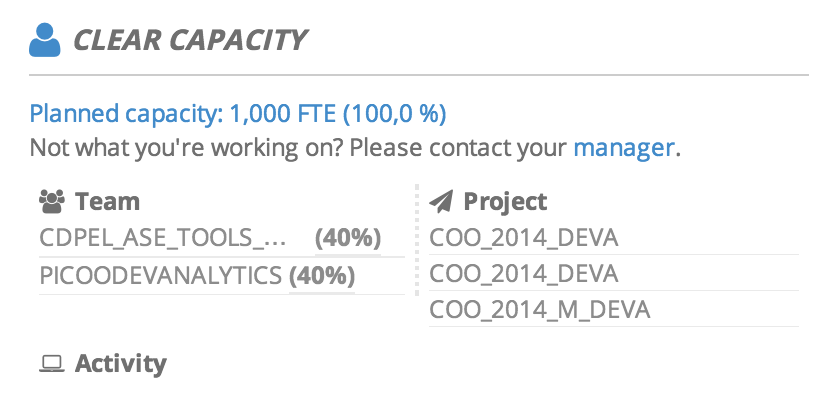 CLEAR CAPACITY
Planned capacity: 1,000 FTE (100,0 %)
Not what you're working on? Please contact your manager.
Team
CDPEL_ASE_TOOLS_... (40%)
PICOODEVANALYTICS (40%)
Project
COO_2014_DEVA
COO_2014_DEVA
COO_2014_M_DEVA
Activity